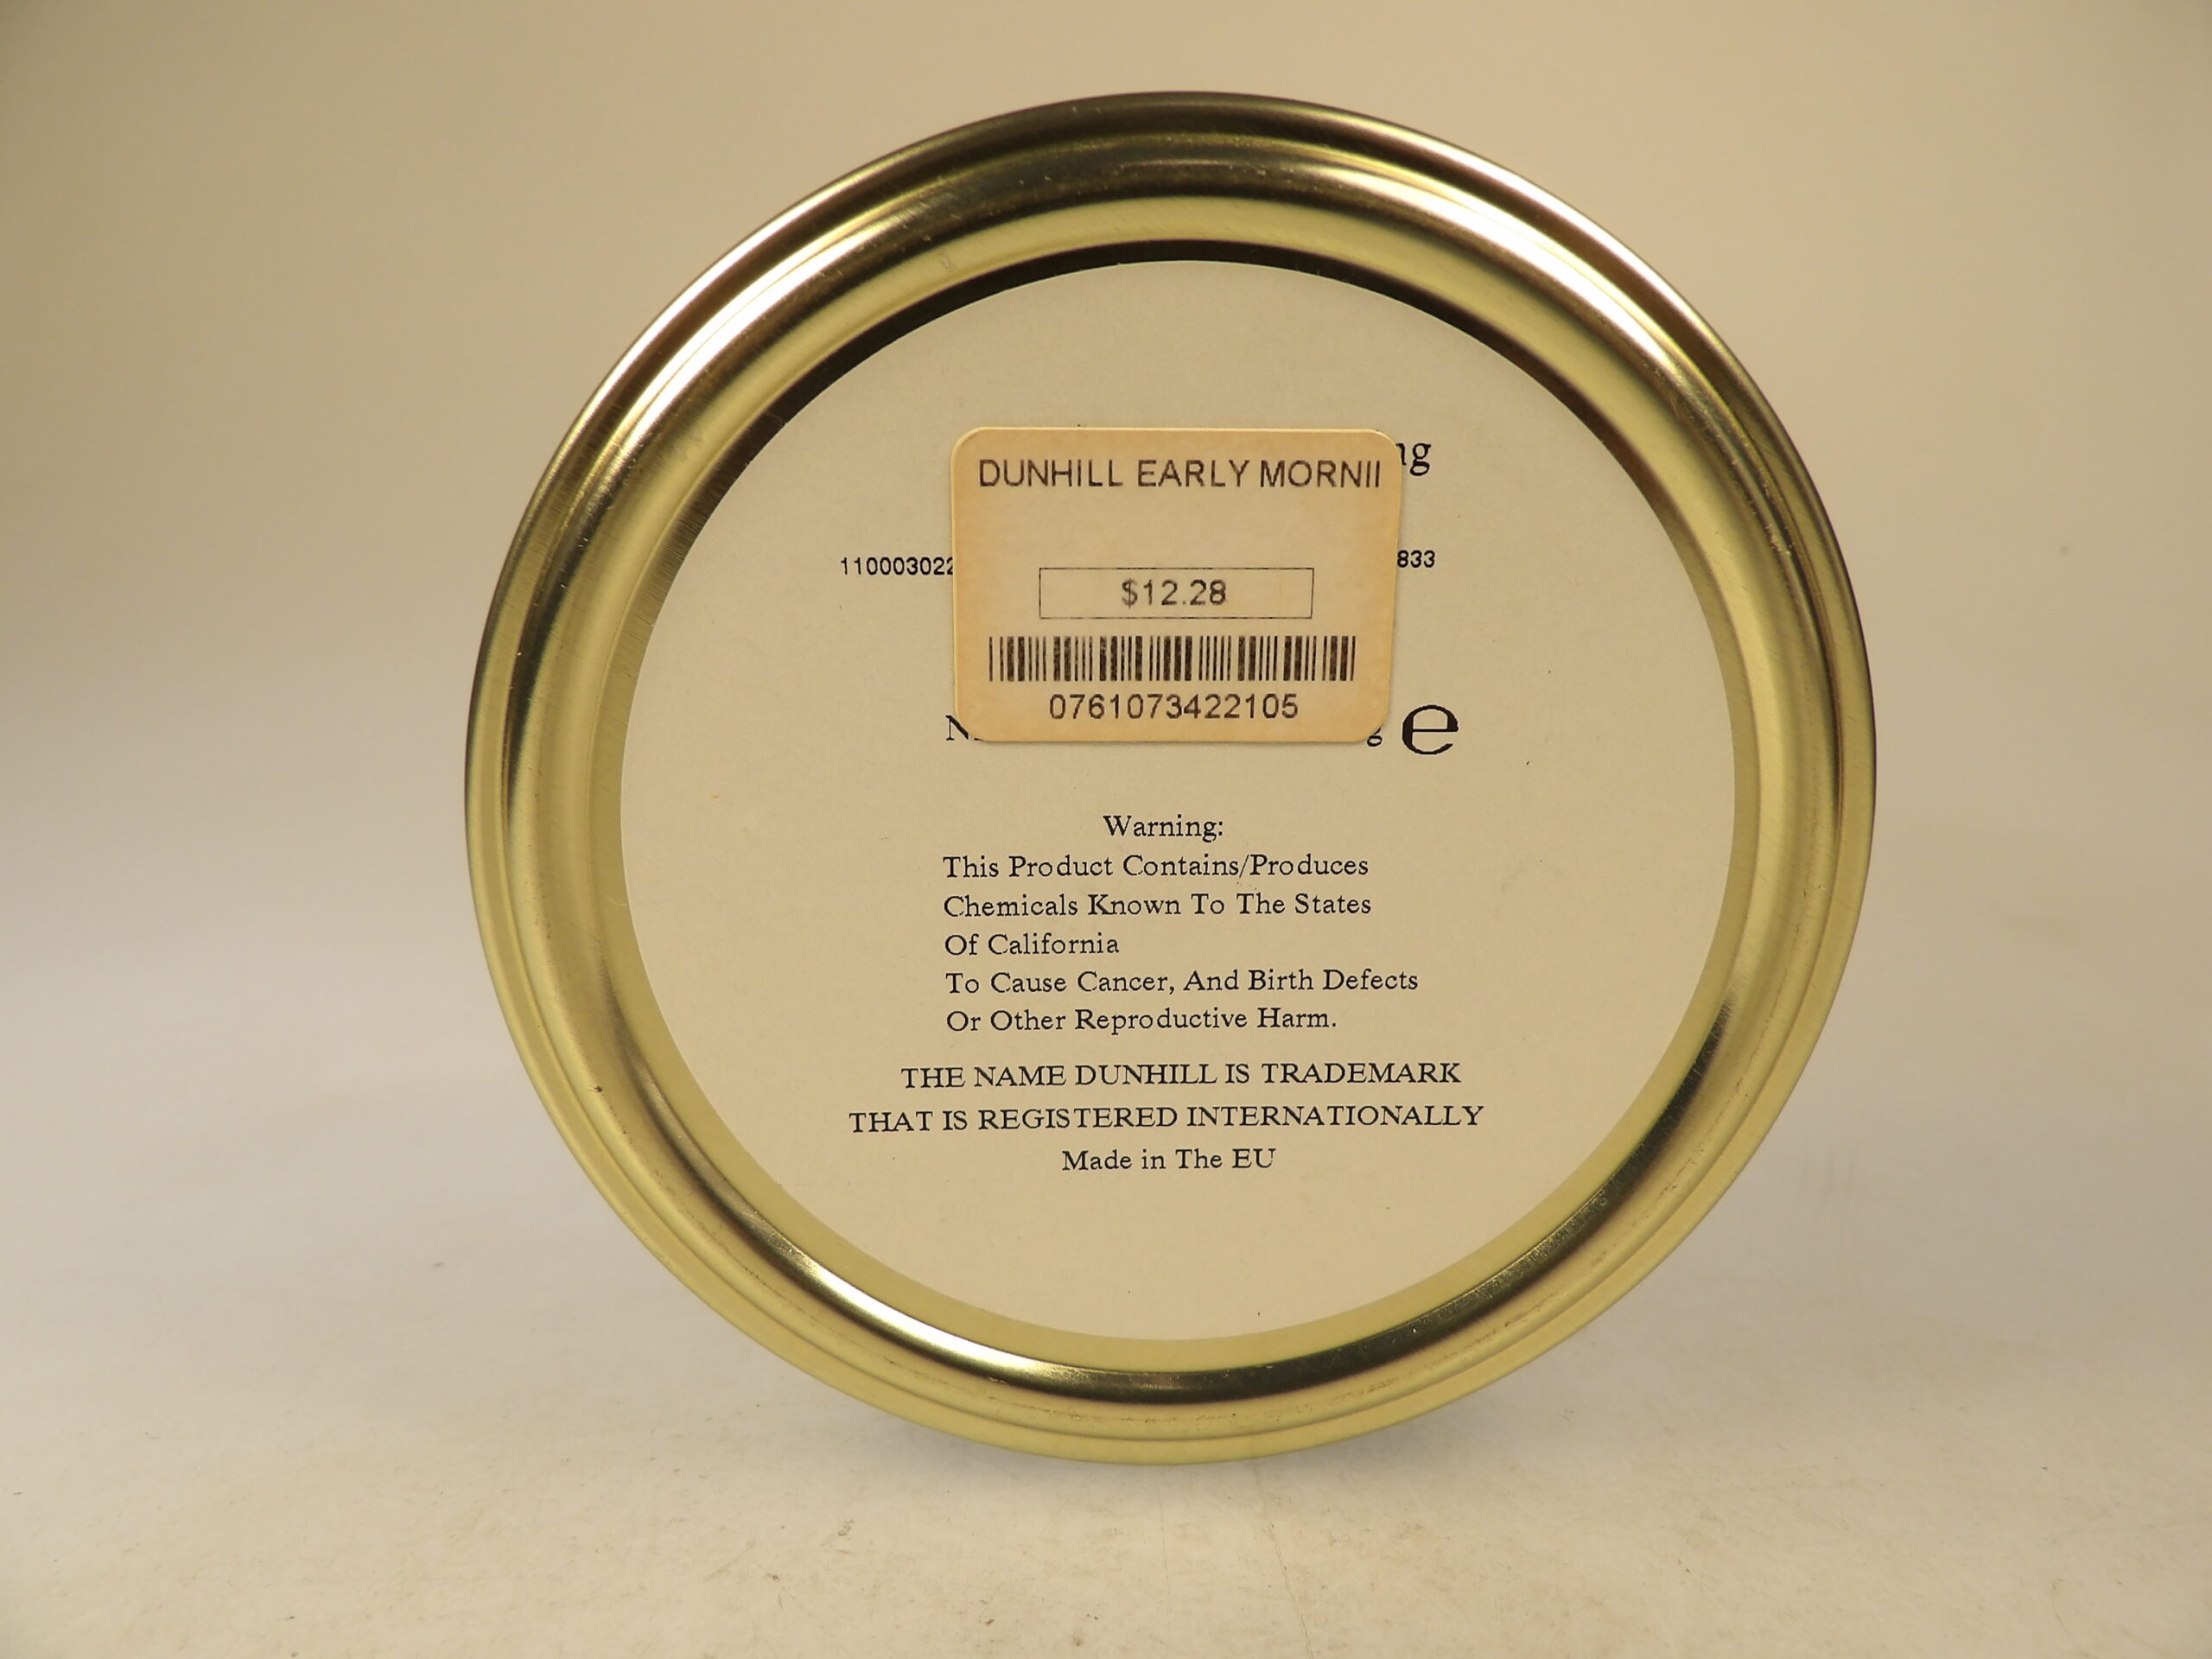 DUNHILL EARLY MORNII
$12.28
0761073422105
e
Warning:
This Product Contains/Produces
Chemicals Known To The States
Of California
To Cause Cancer, And Birth Defects
Or Other Reproductive Harm.
THE NAME DUNHILL IS TRADEMARK
THAT IS REGISTERED INTERNATIONALLY
Made in The EU